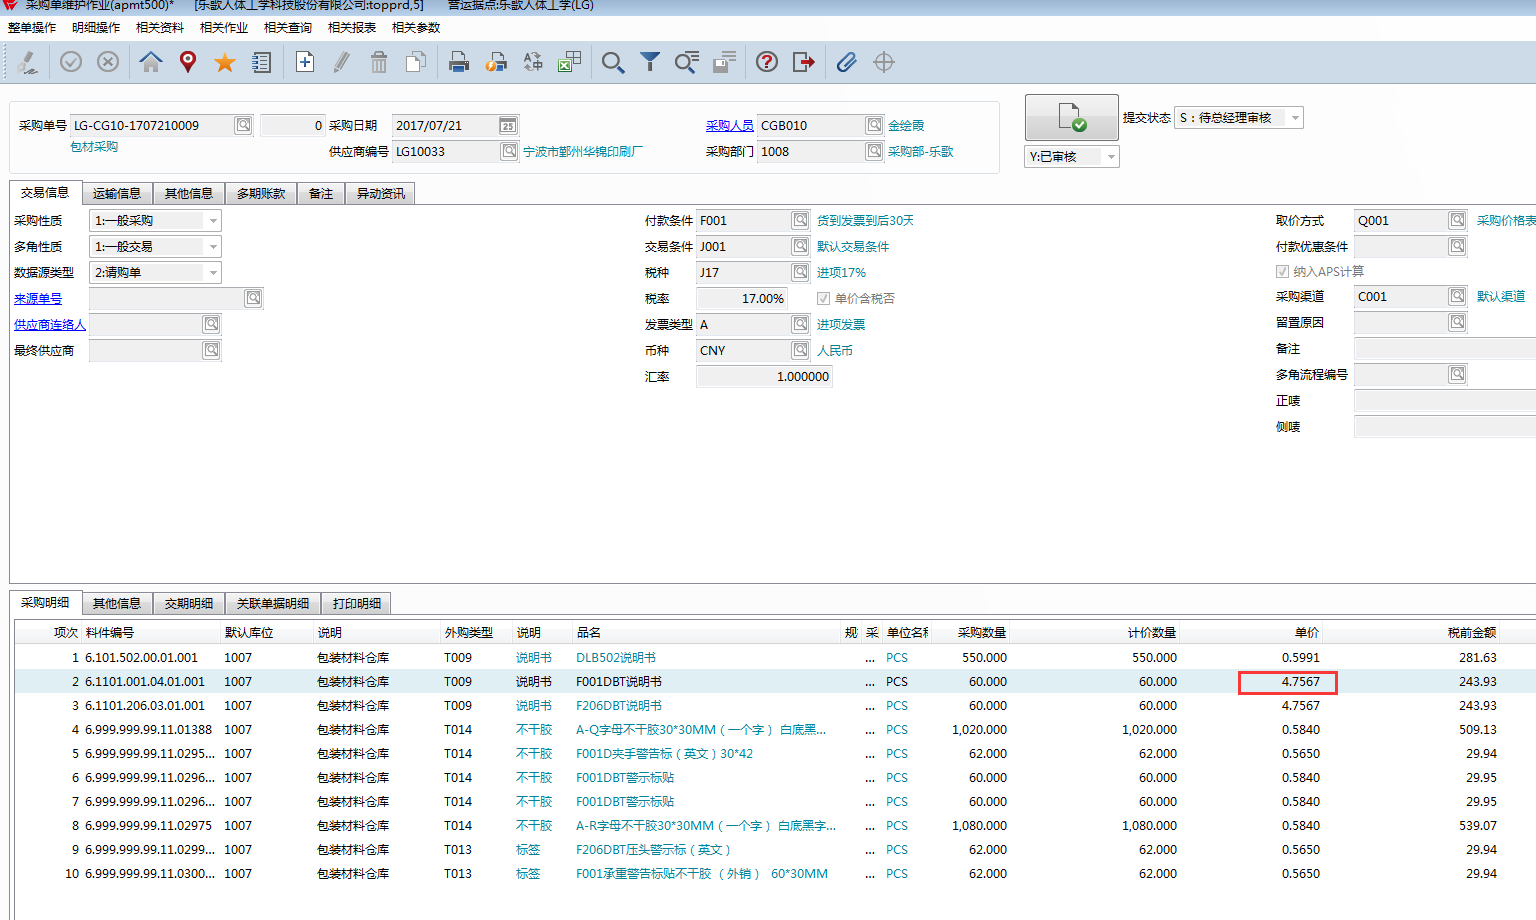 采购单维护作业(apmt500)* [乐歌人体工学科技股份有限公司:topprd,5] 营运据点:乐歌人体工学(LG)
整单操作 明细操作 相关资料 相关作业 相关查询 相关报表 相关参数
采购单号 LG-CG10-1707210009 0 采购日期 2017/07/21 25 采购人员 CGB010 金绘霞 提交状态 S：待总经理审核
包材采购 供应商编号 LG10033 宁波市鄞州华锦印刷厂 采购部门 1008 采购部-乐歌 Y:已审核
交易信息 运输信息 其他信息 多期账款 备注 异动资讯
采购性质 1:一般采购 付款条件 F001 货到发票到后30天 取价方式 Q001 采购价格表
多角性质 1:一般交易 交易条件 J001 默认交易条件 付款优惠条件
数据源类型 2:请购单 税种 J17 进项17% 纳入APS计算
来源单号 税率 17.00% 单价含税否 采购渠道 C001 默认渠道
供应商连络人 发票类型 A 进项发票 留置原因
最终供应商 币种 CNY 人民币 备注
汇率 1.000000 多角流程编号
正唛
侧唛
采购明细 其他信息 交期明细 关联单据明细 打印明细
项次 料件编号 默认库位 说明 外购类型 说明 品名 规 采 单位名称 采购数量 计价数量 单价 税前金额
1 6.101.502.00.01.001 1007 包装材料仓库 T009 说明书 DLB502说明书 ... PCS 550.000 550.000 0.5991 281.63
2 6.1101.001.04.01.001 1007 包装材料仓库 T009 说明书 F001DBT说明书 ... PCS 60.000 60.000 4.7567 243.93
3 6.1101.206.03.01.001 1007 包装材料仓库 T009 说明书 F206DBT说明书 ... PCS 60.000 60.000 4.7567 243.93
4 6.999.999.99.11.01388 1007 包装材料仓库 T014 不干胶 A-Q字母不干胶30*30MM（一个字） 白底黑... ... PCS 1,020.000 1,020.000 0.5840 509.13
5 6.999.999.99.11.0295... 1007 包装材料仓库 T014 不干胶 F001D夹手警告标（英文）30*42 ... PCS 62.000 62.000 0.5650 29.94
6 6.999.999.99.11.0296... 1007 包装材料仓库 T014 不干胶 F001DBT警示标贴 ... PCS 60.000 60.000 0.5840 29.95
7 6.999.999.99.11.0296... 1007 包装材料仓库 T014 不干胶 F001DBT警示标贴 ... PCS 60.000 60.000 0.5840 29.95
8 6.999.999.99.11.02975 1007 包装材料仓库 T014 不干胶 A-R字母不干胶30*30MM（一个字） 白底黑字... ... PCS 1,080.000 1,080.000 0.5840 539.07
9 6.999.999.99.11.0299... 1007 包装材料仓库 T013 标签 F206DBT压头警示标（英文） ... PCS 62.000 62.000 0.5650 29.94
10 6.999.999.99.11.0300... 1007 包装材料仓库 T013 标签 F001承重警告标贴不干胶 （外销） 60*30MM ... PCS 62.000 62.000 0.5650 29.94